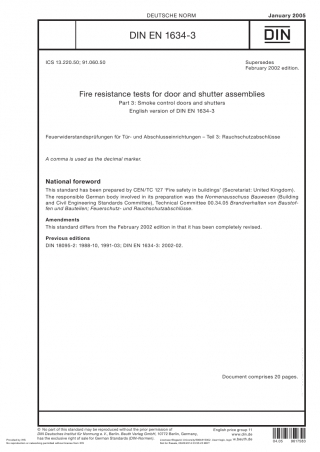 DEUTSCHE NORM
January 2005
DIN EN 1634-3
DIN
ICS 13.220.50; 91.060.50
Supersedes
February 2002 edition.
Fire resistance tests for door and shutter assemblies
Part 3: Smoke control doors and shutters
English version of DIN EN 1634-3
Feuerwiderstandsprüfungen für Tür- und Abschlusseinrichtungen – Teil 3: Rauchschutzabschlüsse
A comma is used as the decimal marker.
National foreword
This standard has been prepared by CEN/TC 127 'Fire safety in buildings' (Secretariat: United Kingdom).
The responsible German body involved in its preparation was the Normenausschuss Bauwesen (Building
and Civil Engineering Standards Committee), Technical Committee 00.34.05 Brandverhalten von Baustof-
fen und Bauteilen; Feuerschutz- und Rauchschutzabschlüsse.
Amendments
This standard differs from the February 2002 edition in that it has been completely revised.
Previous editions
DIN 18095-2: 1988-10, 1991-03; DIN EN 1634-3: 2002-02.
Document comprises 20 pages.
© No part of this standard may be reproduced without the prior permission of
DIN Deutsches Institut für Normung e. V., Berlin. Beuth Verlag GmbH, 10772 Berlin, Germany,
has the exclusive right of sale for German Standards (DIN-Normen).
English price group 11
www.din.de
www.beuth.de